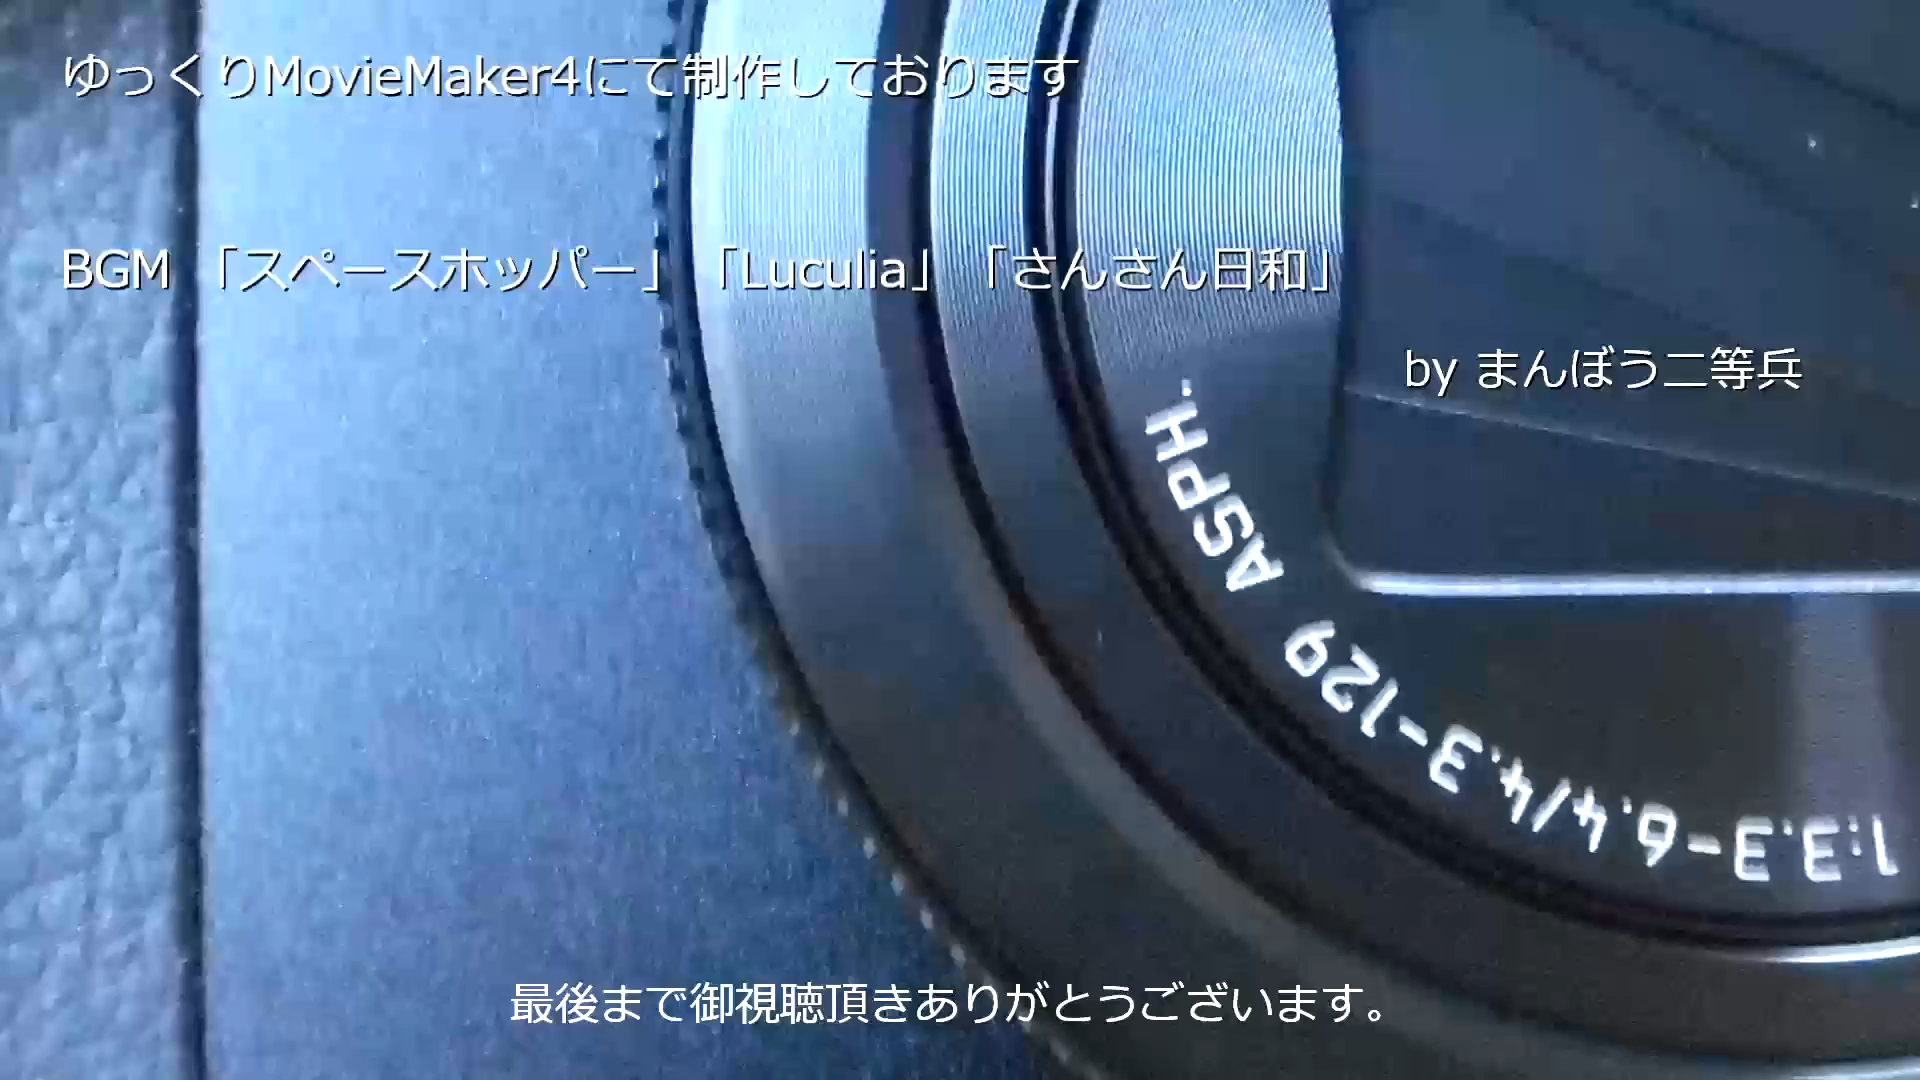 ゆっくりMovieMaker4にて制作しております
BGM 「スペースホッパー」「Luculia」「さんさん日和」
by まんぼう二等兵
1:3.3-6.4/4.3-129 ASPH.
最後まで御視聴頂きありがとうございます。